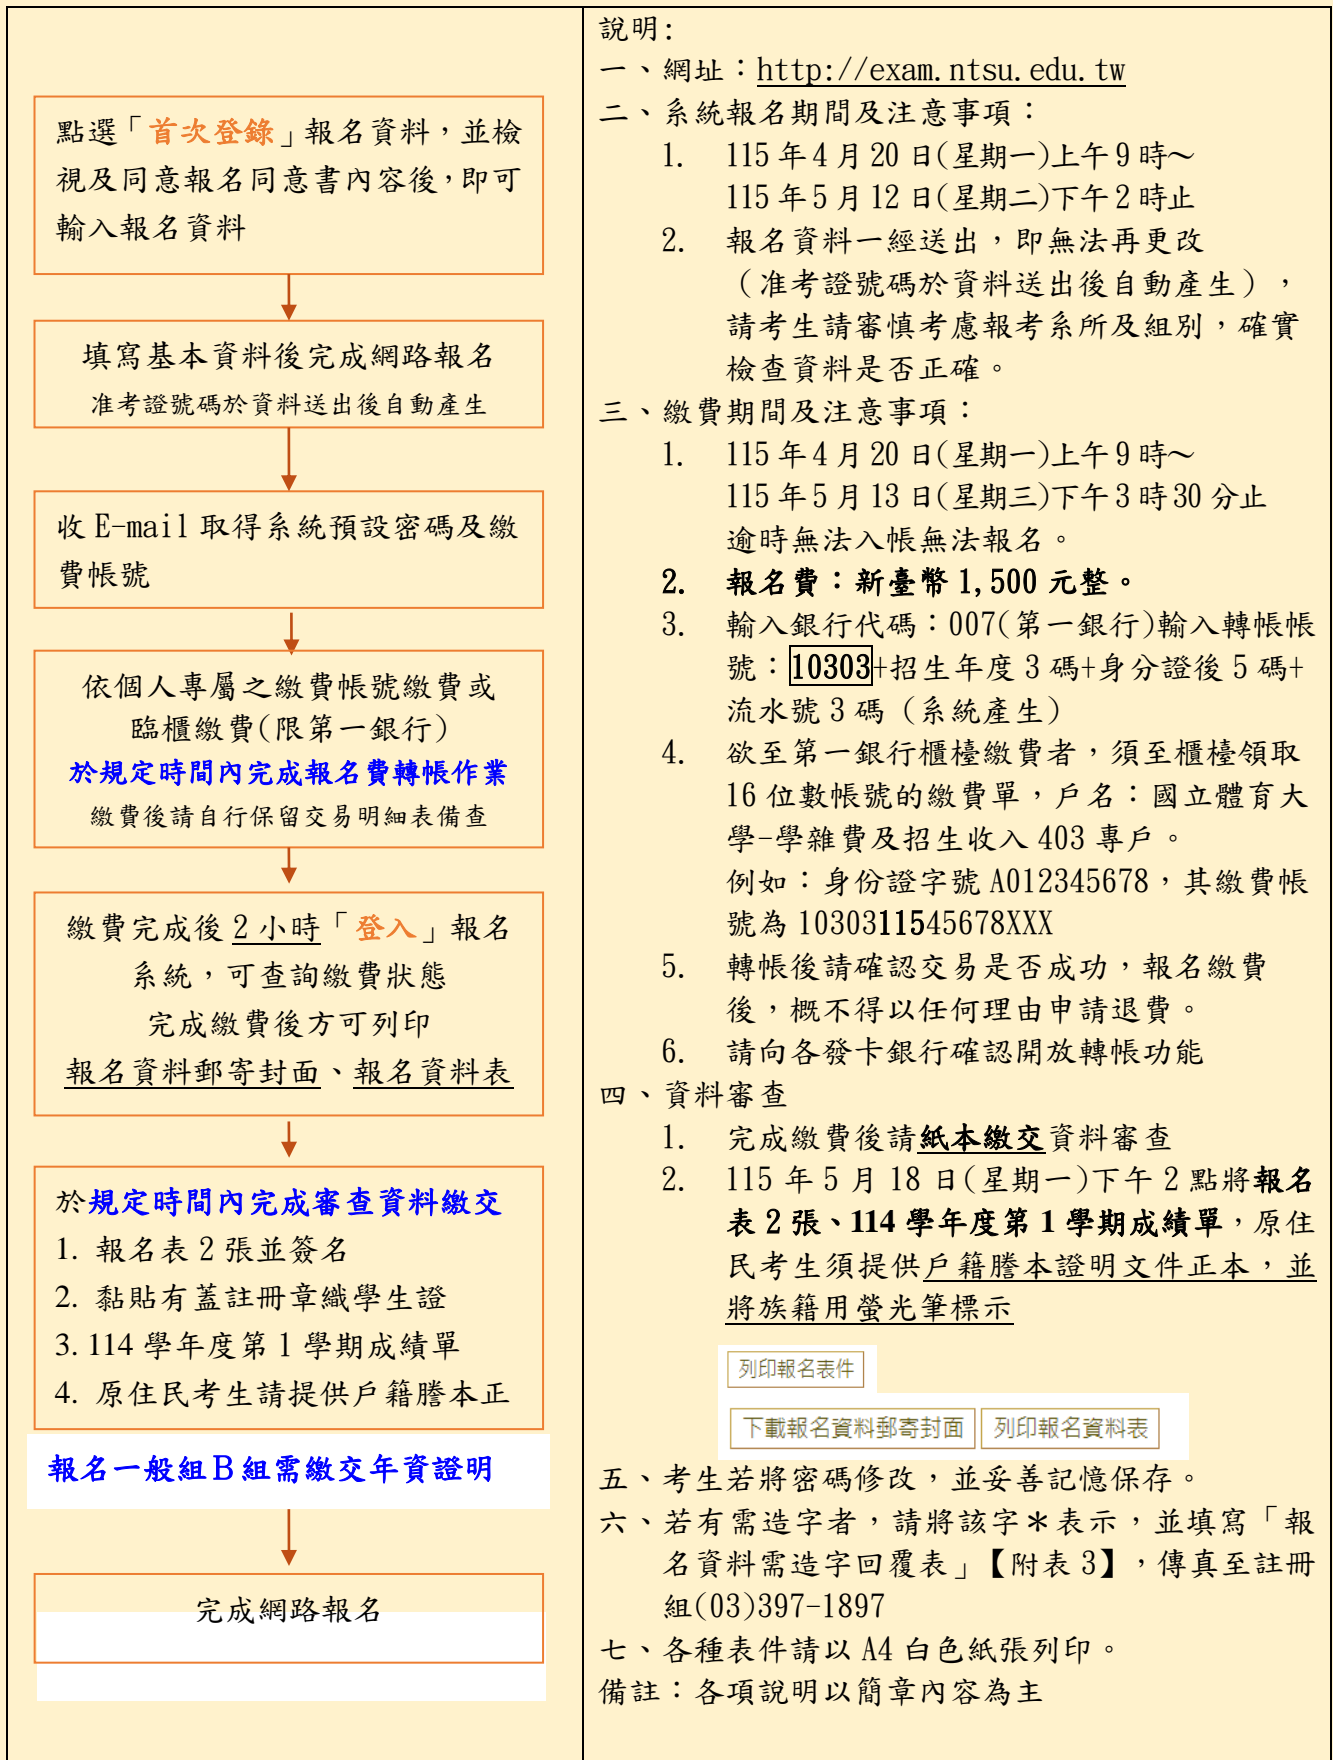 點選「首次登錄」報名資料，並檢
視及同意報名同意書內容後，即可
輸入報名資料
填寫基本資料後完成網路報名
准考證號碼於資料送出後自動產生
收 E-mail 取得系統預設密碼及繳
費帳號
依個人專屬之繳費帳號繳費或
臨櫃繳費(限第一銀行)
於規定時間內完成報名費轉帳作業
繳費後請自行保留交易明細表備查
繳費完成後 2 小時「登入」報名
系統，可查詢繳費狀態
完成繳費後方可列印
報名資料郵寄封面、報名資料表
於規定時間內完成審查資料繳交
1. 報名表 2 張並簽名
2. 黏貼有蓋註冊章織學生證
3. 114 學年度第 1 學期成績單
4. 原住民考生請提供戶籍謄本正
報名一般組Ｂ組需繳交年資證明
完成網路報名
說明:
一、網址：http://exam.ntsu.edu.tw
二、系統報名期間及注意事項：
1. 115 年 4 月 20 日(星期一)上午 9 時～
115 年 5 月 12 日(星期二)下午 2 時止
2. 報名資料一經送出，即無法再更改
（准考證號碼於資料送出後自動產生），
請考生請審慎考慮報考系所及組別，確實
檢查資料是否正確。
三、繳費期間及注意事項：
1. 115 年 4 月 20 日(星期一)上午 9 時～
115 年 5 月 13 日(星期三)下午 3 時 30 分止
逾時無法入帳無法報名。
2. 報名費：新臺幣 1,500 元整。
3. 輸入銀行代碼：007(第一銀行)輸入轉帳帳
號：10303+招生年度 3 碼+身分證後 5 碼+
流水號 3 碼（系統產生）
4. 欲至第一銀行櫃檯繳費者，須至櫃檯領取
16 位數帳號的繳費單，戶名：國立體育大
學-學雜費及招生收入 403 專戶。
例如：身份證字號 A012345678，其繳費帳
號為 1030311545678XXX
5. 轉帳後請確認交易是否成功，報名繳費
後，概不得以任何理由申請退費。
6. 請向各發卡銀行確認開放轉帳功能
四、資料審查
1. 完成繳費後請紙本繳交資料審查
2. 115 年 5 月 18 日(星期一)下午 2 點將報名
表 2 張、114 學年度第 1 學期成績單，原住
民考生須提供戶籍謄本證明文件正本，並
將族籍用螢光筆標示
列印報名表件
下載報名資料郵寄封面 列印報名資料表
五、考生若將密碼修改，並妥善記憶保存。
六、若有需造字者，請將該字＊表示，並填寫「報
名資料需造字回覆表」【附表 3】，傳真至註冊
組(03)397-1897
七、各種表件請以 A4 白色紙張列印。
備註：各項說明以簡章內容為主